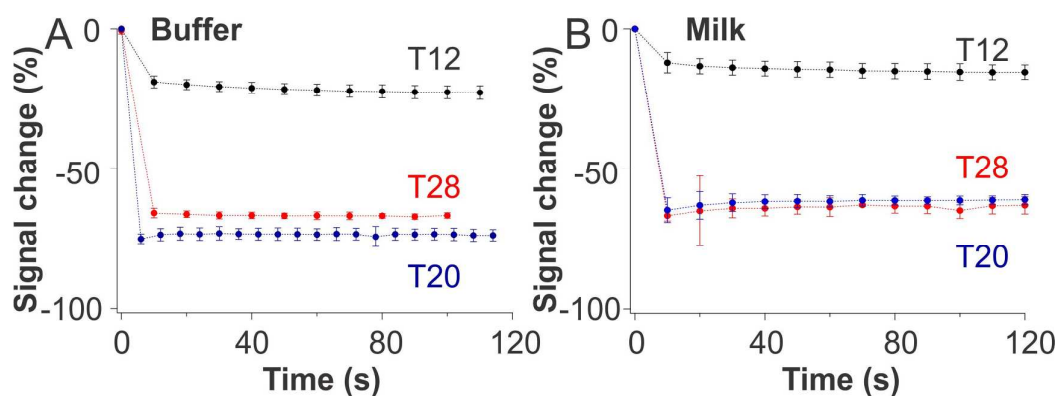 A Buffer
0
-50
-100
Signal change (%)
T12
T28
T20
0 40 80 120
Time (s)
B Milk
0
-50
-100
Signal change (%)
T12
T28
T20
0 40 80 120
Time (s)